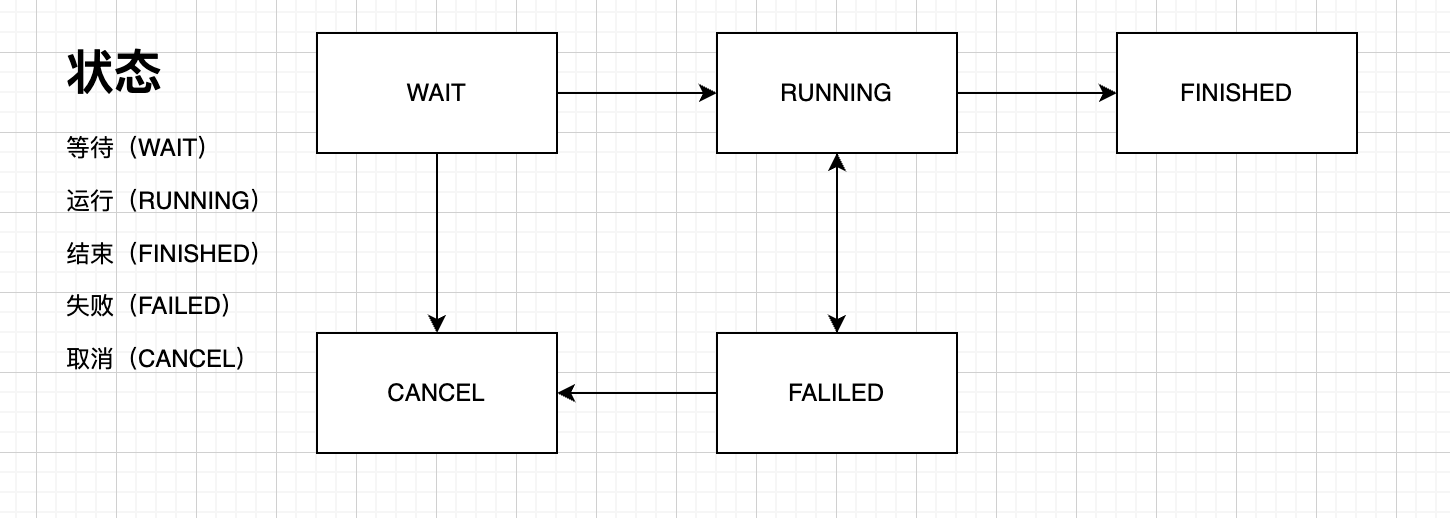 状态
等待（WAIT）
运行（RUNNING）
结束（FINISHED）
失败（FAILED）
取消（CANCEL）
WAIT
RUNNING
FINISHED
CANCEL
FALILED